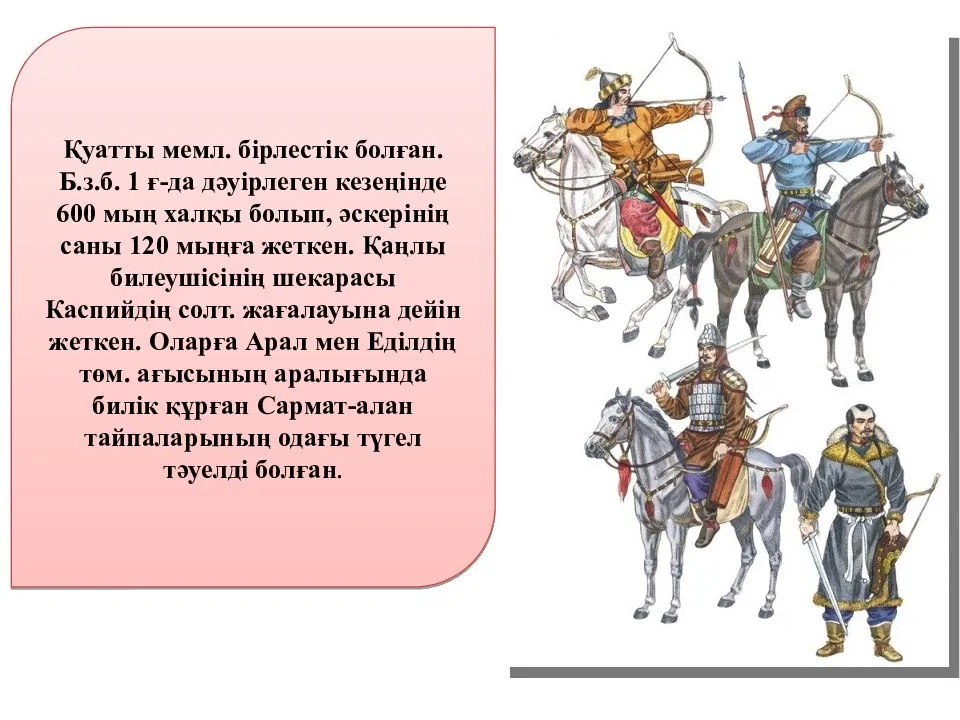 Қуатты мемл. бірлестік болған.
Б.з.б. 1 ғ-да дәуірлеген кезеңінде
600 мың халқы болып, әскерінің
саны 120 мыңға жеткен. Қаңлы
билеушісінің шекарасы
Каспийдің солт. жағалауына дейін
жеткен. Оларға Арал мен Еділдің
төм. ағысының аралығында
билік құрған Сармат-алан
тайпаларының одағы түгел
тәуелді болған.